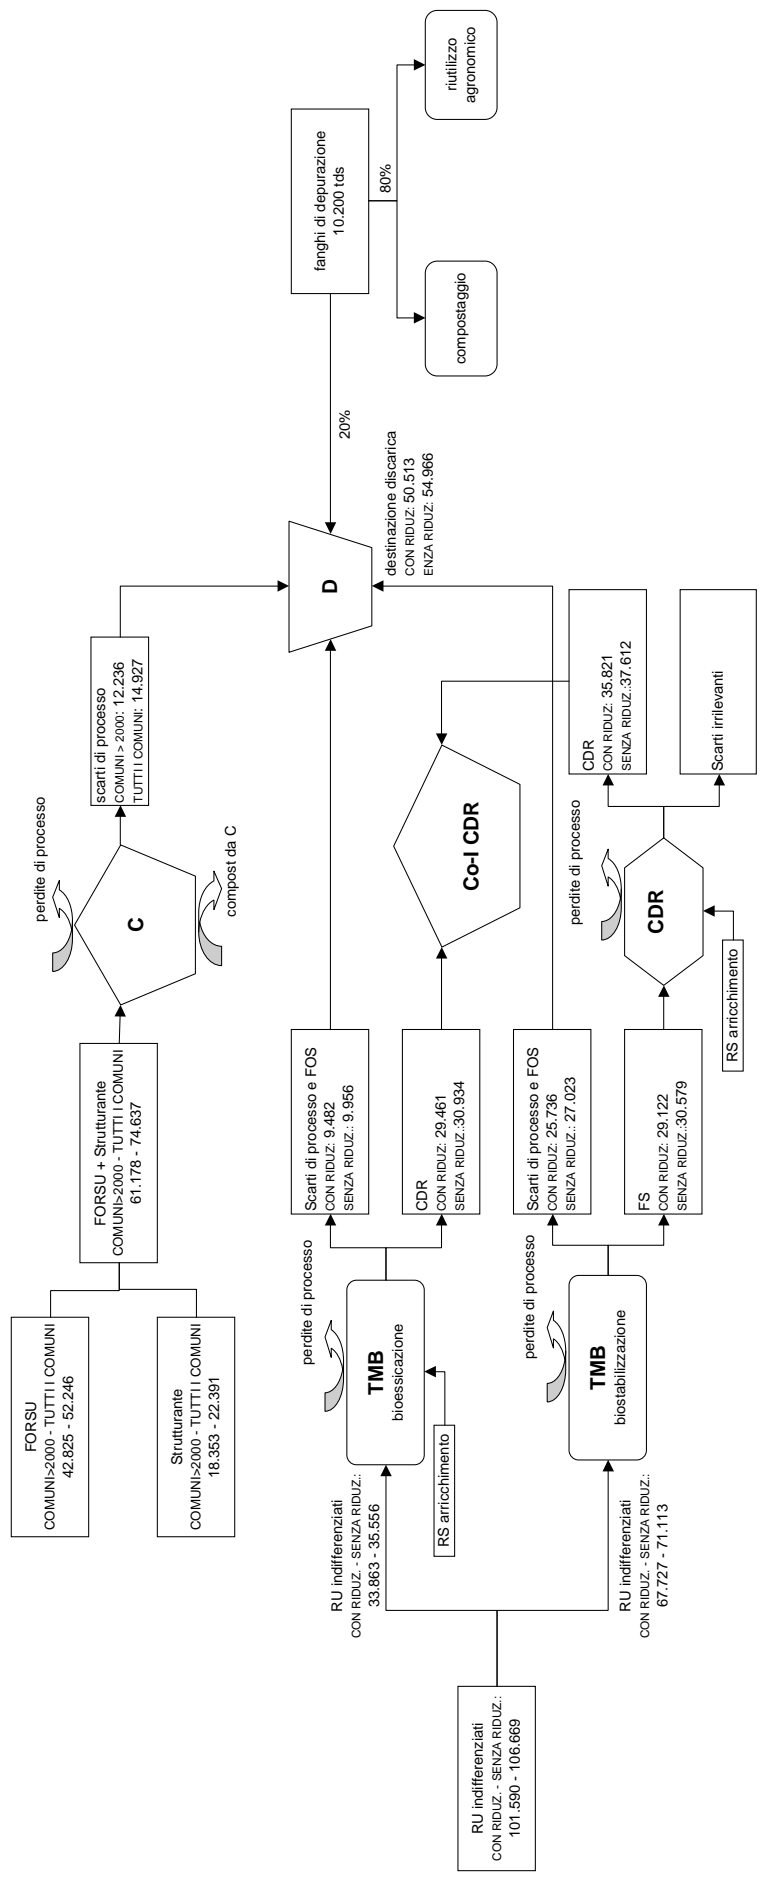 FORSU
COMUNI>2000 - TUTTI I COMUNI
42.825 - 52.246
Strutturante
COMUNI>2000 - TUTTI I COMUNI
18.353 - 22.391
FORSU + Strutturante
COMUNI>2000 - TUTTI I COMUNI
61.178 - 74.637
perdite di processo
C
compost da C
scarti di processo
COMUNI > 2000: 12.236
TUTTI I COMUNI: 14.927
RU indifferenziati
CON RIDUZ. - SENZA RIDUZ.:
101.590 - 106.669
RU indifferenziati
CON RIDUZ. - SENZA RIDUZ.:
33.863 - 35.556
RS arricchimento
TMB
bioessicazione
perdite di processo
Scarti di processo e FOS
CON RIDUZ: 9.482
SENZA RIDUZ.: 9.956
CDR
CON RIDUZ: 29.461
SENZA RIDUZ.:30.934
RU indifferenziati
CON RIDUZ. - SENZA RIDUZ.:
67.727 - 71.113
TMB
biostabilizzazione
perdite di processo
Scarti di processo e FOS
CON RIDUZ: 25.736
SENZA RIDUZ.: 27.023
FS
CON RIDUZ: 29.122
SENZA RIDUZ.:30.579
RS arricchimento
CDR
perdite di processo
CDR
CON RIDUZ: 35.821
SENZA RIDUZ.:37.612
Scarti irrilevanti
Co-I CDR
D
destinazione discarica
CON RIDUZ: 50.513
ENZA RIDUZ: 54.966
20%
fanghi di depurazione
10.200 tds
80%
compostaggio
riutilizzo
agronomico